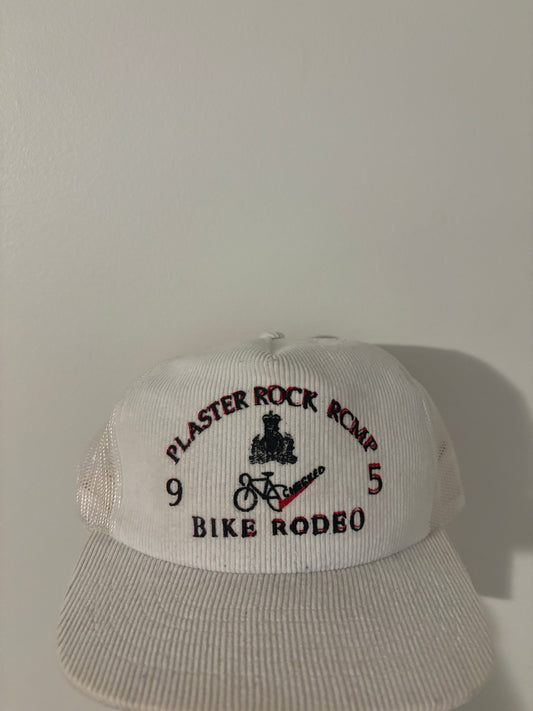 PLASTER ROCK RCMP
9 CHECKED 5
BIKE RODEO